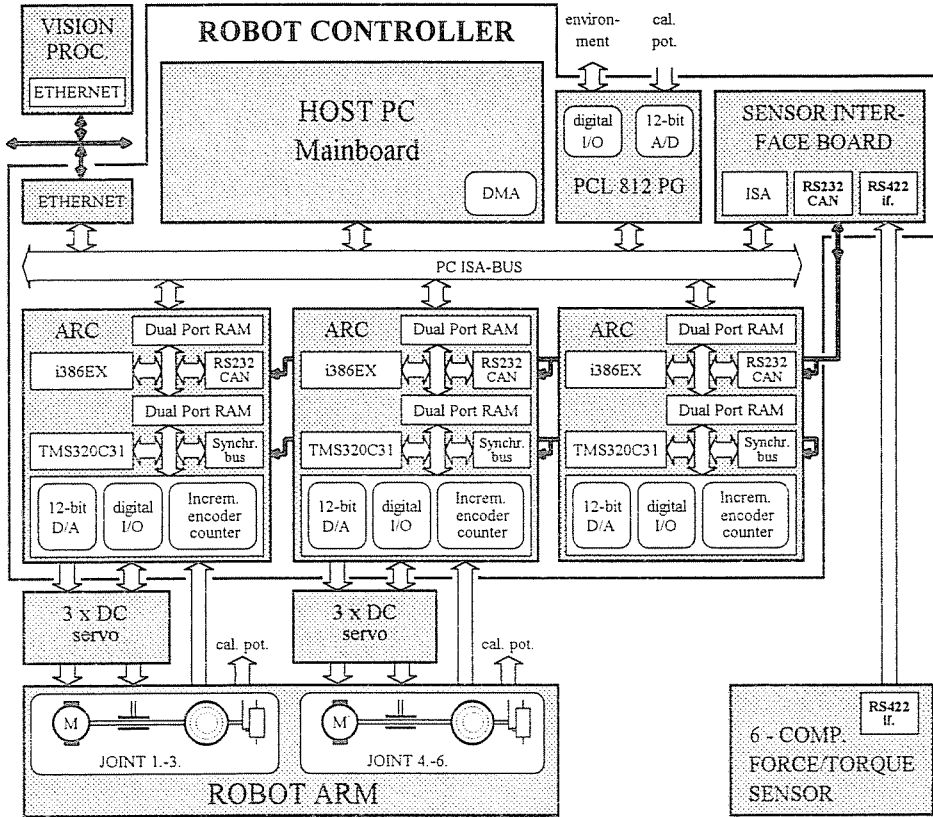 VISION
PROC.
ETHERNET
ETHERNET
ROBOT CONTROLLER
HOST PC
Mainboard
DMA
environ-
ment
cal.
pot.
digital
I/O
12-bit
A/D
PCL 812 PG
SENSOR INTER-
FACE BOARD
ISA
RS232
CAN
RS422
if.
PC ISA-BUS
ARC
Dual Port RAM
i386EX
RS232
CAN
Dual Port RAM
TMS320C31
Synchr.
bus
12-bit
D/A
digital
I/O
Increm.
encoder
counter
ARC
Dual Port RAM
i386EX
RS232
CAN
Dual Port RAM
TMS320C31
Synchr.
bus
12-bit
D/A
digital
I/O
Increm.
encoder
counter
ARC
Dual Port RAM
i386EX
RS232
CAN
Dual Port RAM
TMS320C31
Synchr.
bus
12-bit
D/A
digital
I/O
Increm.
encoder
counter
3 x DC
servo
cal. pot.
3 x DC
servo
cal. pot.
M
JOINT 1.-3.
M
JOINT 4.-6.
ROBOT ARM
RS422
if.
6 - COMP.
FORCE/TORQUE
SENSOR